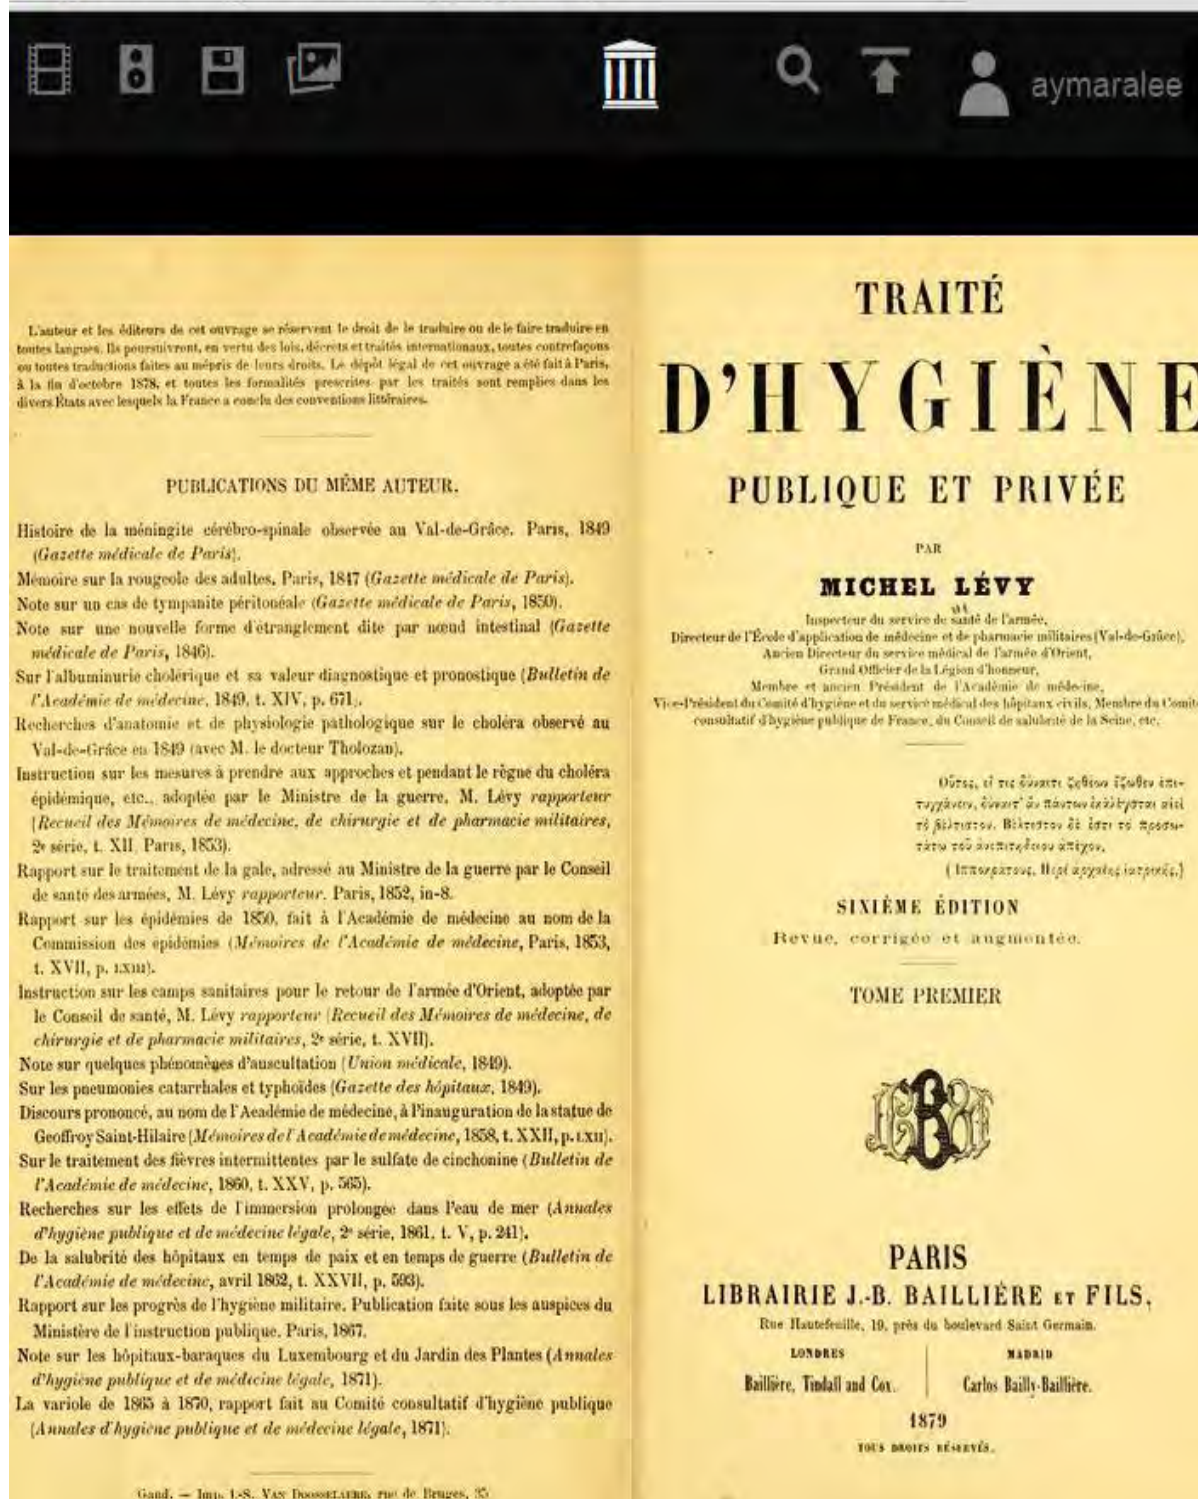 aymaralee
L'auteur et les éditeurs de cet ouvrage se réservent le droit de le traduire ou de le faire traduire en
toutes langues. Ils poursuivront, en vertu des lois, décrets et traités internationaux, toutes contrefaçons
ou toutes traductions faites au mépris de leurs droits. Le dépôt légal de cet ouvrage a été fait à Paris,
à la fin d'octobre 1878, et toutes les formalités prescrites par les traités sont remplies dans les
divers États avec lesquels la France a conclu des conventions littéraires.
PUBLICATIONS DU MÊME AUTEUR.
Histoire de la méningite cérébro-spinale observée au Val-de-Grâce. Paris, 1849
(Gazette médicale de Paris).
Mémoire sur la rougeole des adultes, Paris, 1847 (Gazette médicale de Paris).
Note sur un cas de tympanite péritonéale (Gazette médicale de Paris, 1850).
Note sur une nouvelle forme d'étranglement dite par nœud intestinal (Gazette
médicale de Paris, 1846).
Sur l'albuminurie cholérique et sa valeur diagnostique et pronostique (Bulletin de
l'Académie de médecine, 1849, t. XIV, p. 671).
Recherches d'anatomie et de physiologie pathologique sur le choléra observé au
Val-de-Grâce en 1849 (avec M. le docteur Tholozan).
Instruction sur les mesures à prendre aux approches et pendant le règne du choléra
épidémique, etc., adoptée par le Ministre de la guerre, M. Lévy rapporteur
(Recueil des Mémoires de médecine, de chirurgie et de pharmacie militaires,
2e série, t. XII, Paris, 1853).
Rapport sur le traitement de la gale, adressé au Ministre de la guerre par le Conseil
de santé des armées, M. Lévy rapporteur. Paris, 1852, in-8.
Rapport sur les épidémies de 1850, fait à l'Académie de médecine au nom de la
Commission des épidémies (Mémoires de l'Académie de médecine, Paris, 1853,
t. XVII, p. LXIII).
Instruction sur les camps sanitaires pour le retour de l'armée d'Orient, adoptée par
le Conseil de santé, M. Lévy rapporteur (Recueil des Mémoires de médecine, de
chirurgie et de pharmacie militaires, 2e série, t. XVII).
Note sur quelques phénomènes d'auscultation (Union médicale, 1849).
Sur les pneumonies catarrhales et typhoïdes (Gazette des hôpitaux, 1849).
Discours prononcé, au nom de l'Académie de médecine, à l'inauguration de la statue de
Geoffroy Saint-Hilaire (Mémoires de l'Académie de médecine, 1858, t. XXII, p. LXII).
Sur le traitement des fièvres intermittentes par le sulfate de cinchonine (Bulletin de
l'Académie de médecine, 1860, t. XXV, p. 565).
Recherches sur les effets de l'immersion prolongée dans l'eau de mer (Annales
d'hygiène publique et de médecine légale, 2e série, 1861, t. V, p. 241).
De la salubrité des hôpitaux en temps de paix et en temps de guerre (Bulletin de
l'Académie de médecine, avril 1862, t. XXVII, p. 593).
Rapport sur les progrès de l'hygiène militaire. Publication faite sous les auspices du
Ministère de l'instruction publique. Paris, 1867.
Note sur les hôpitaux-baraques du Luxembourg et du Jardin des Plantes (Annales
d'hygiène publique et de médecine légale, 1871).
La variole de 1865 à 1870, rapport fait au Comité consultatif d'hygiène publique
(Annales d'hygiène publique et de médecine légale, 1871).
Gand. — Imp. I.-S. VAN DOOSSELAERE, rue de Bruges, 35
TRAITÉ
D'HYGIÈNE
PUBLIQUE ET PRIVÉE
PAR
MICHEL LÉVY
Inspecteur du service de santé de l'armée,
Directeur de l'École d'application de médecine et de pharmacie militaires (Val-de-Grâce),
Ancien Directeur du service médical de l'armée d'Orient,
Grand Officier de la Légion d'honneur,
Membre et ancien Président de l'Académie de médecine,
Vice-Président du Comité d'hygiène et du service médical des hôpitaux civils, Membre du Comité
consultatif d'hygiène publique de France, du Conseil de salubrité de la Seine, etc.
Οὗτος, εἴ τις δύναιτο ζητέων ἔξωθεν ἐπι-
τυγχάνειν, δύναιτ' ἂν πάντων ἐκλέγεσθαι αἰεὶ
τὸ βέλτιστον. Βέλτιστον δὲ ἐστι τὸ προσω-
τάτω τοῦ ἀνεπιτηδείου ἀπέχον.
(Ἱπποκράτους, Περὶ ἀρχαίης ἰατρικῆς.)
SIXIÈME ÉDITION
Revue, corrigée et augmentée.
TOME PREMIER
PARIS
LIBRAIRIE J.-B. BAILLIÈRE ET FILS,
Rue Hautefeuille, 19, près du boulevard Saint Germain.
LONDRES
Baillière, Tindall and Cox.
MADRID
Carlos Bailly-Baillière.
1879
TOUS DROITS RÉSERVÉS.